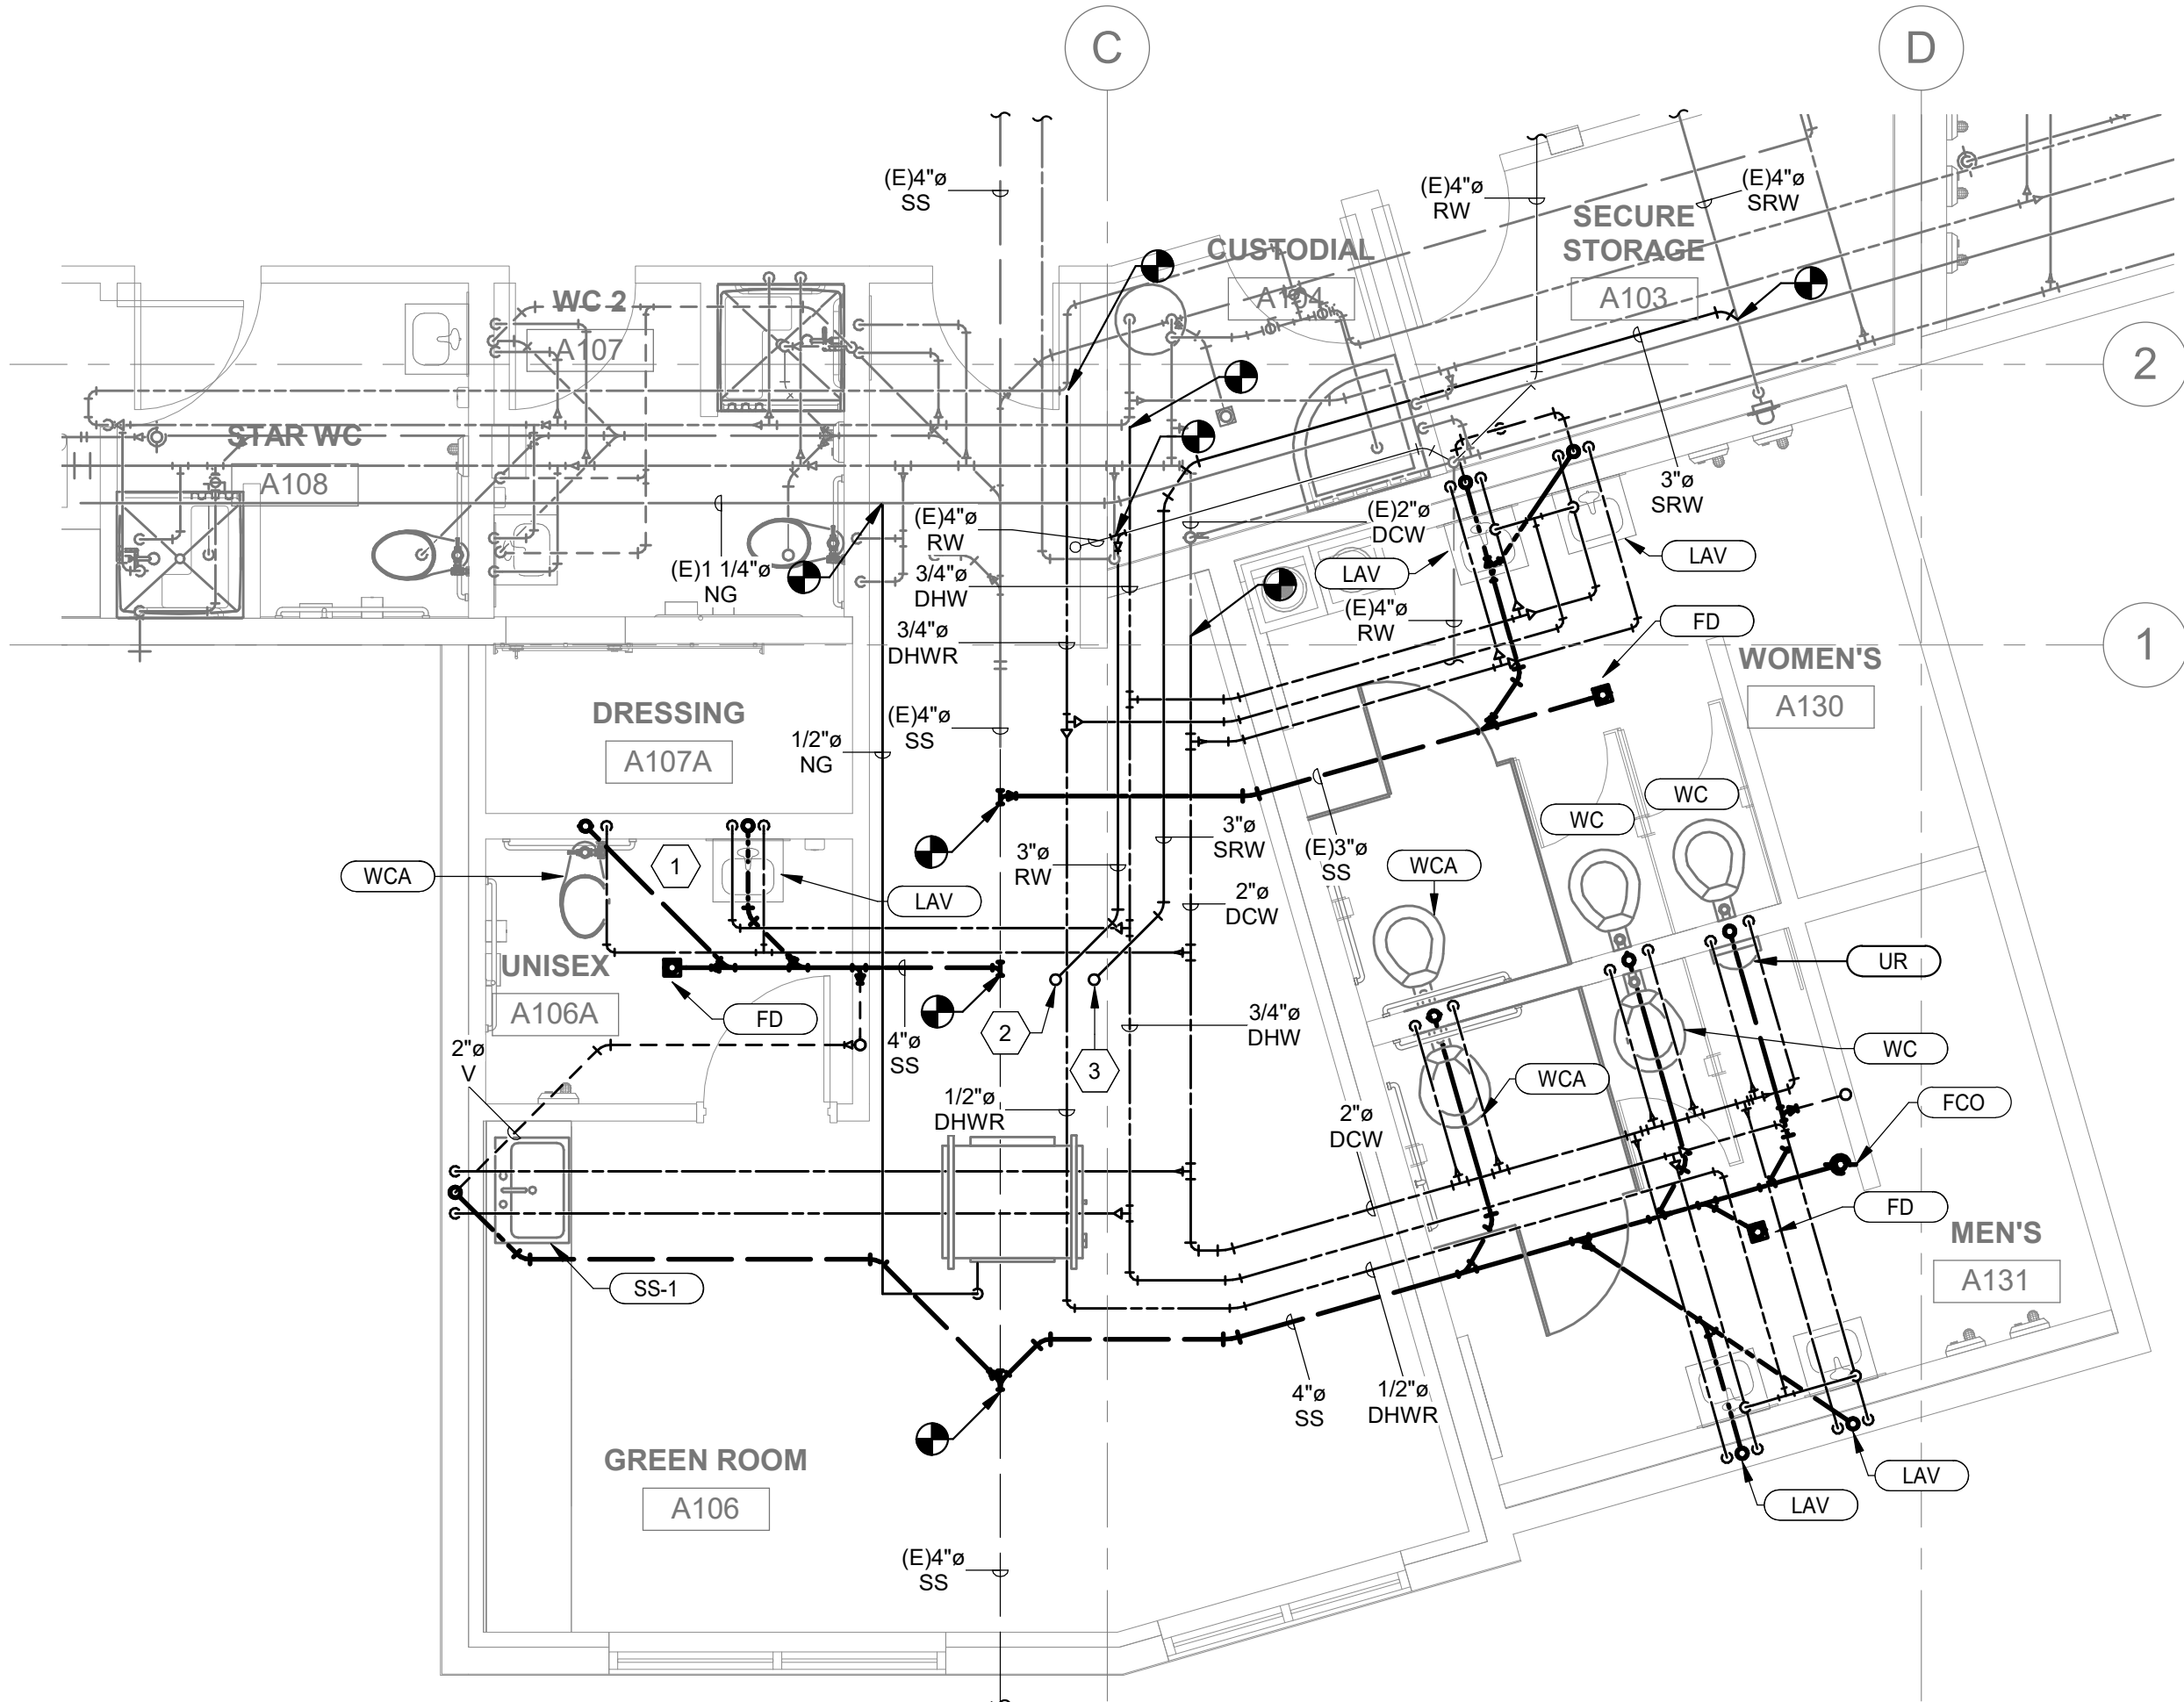 C
D
(E)4"ø
SS
(E)4"ø
RW
(E)4"ø
SRW
SECURE
STORAGE
A103
CUSTODIAL
A104
WC 2
A107
2
STAR WC
A108
3"ø
SRW
(E)4"ø
RW
(E)2"ø
DCW
LAV
LAV
(E)1 1/4"ø
NG
3/4"ø
DHW
(E)4"ø
RW
FD
3/4"ø
DHWR
1
WOMEN'S
A130
DRESSING
A107A
(E)4"ø
SS
1/2"ø
NG
WC
WC
3"ø
SRW
(E)3"ø
SS
3"ø
RW
WCA
1
WCA
LAV
2"ø
DCW
UNISEX
A106A
UR
FD
2
3
3/4"ø
DHW
4"ø
SS
2"ø
V
WC
WCA
1/2"ø
DHWR
2"ø
DCW
FCO
FD
MEN'S
A131
SS-1
4"ø
SS
1/2"ø
DHWR
GREEN ROOM
A106
LAV
LAV
(E)4"ø
SS